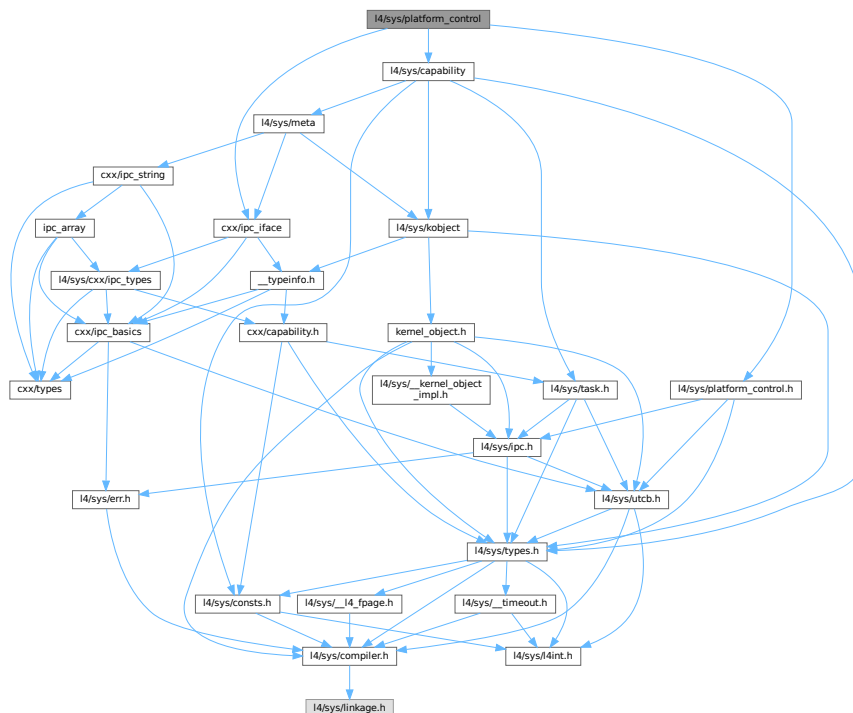 l4/sys/platform_control
l4/sys/capability
l4/sys/meta
cxx/ipc_string
ipc_array
cxx/ipc_iface
l4/sys/kobject
l4/sys/cxx/ipc_types
__typeinfo.h
cxx/ipc_basics
cxx/capability.h
kernel_object.h
cxx/types
l4/sys/__kernel_object
_impl.h
l4/sys/task.h
l4/sys/platform_control.h
l4/sys/ipc.h
l4/sys/err.h
l4/sys/utcb.h
l4/sys/types.h
l4/sys/consts.h
l4/sys/__l4_fpage.h
l4/sys/__timeout.h
l4/sys/compiler.h
l4/sys/l4int.h
l4/sys/linkage.h